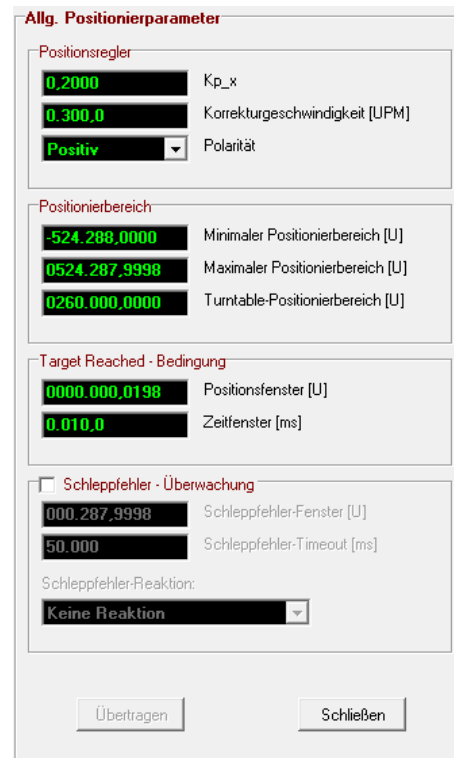 Allg. Positionierparameter
Positionsregler
0,2000 Kp_x
0.300,0 Korrekturgeschwindigkeit [UPM]
Positiv Polarität
Positionierbereich
-524.288,0000 Minimaler Positionierbereich [U]
0524.287,9998 Maximaler Positionierbereich [U]
0260.000,0000 Turntable-Positionierbereich [U]
Target Reached - Bedingung
0000.000,0198 Positionsfenster [U]
0.010,0 Zeitfenster [ms]
Schleppfehler - Überwachung
000.287,9998 Schleppfehler-Fenster [U]
50.000 Schleppfehler-Timeout [ms]
Schleppfehler-Reaktion:
Keine Reaktion
Übertragen Schließen